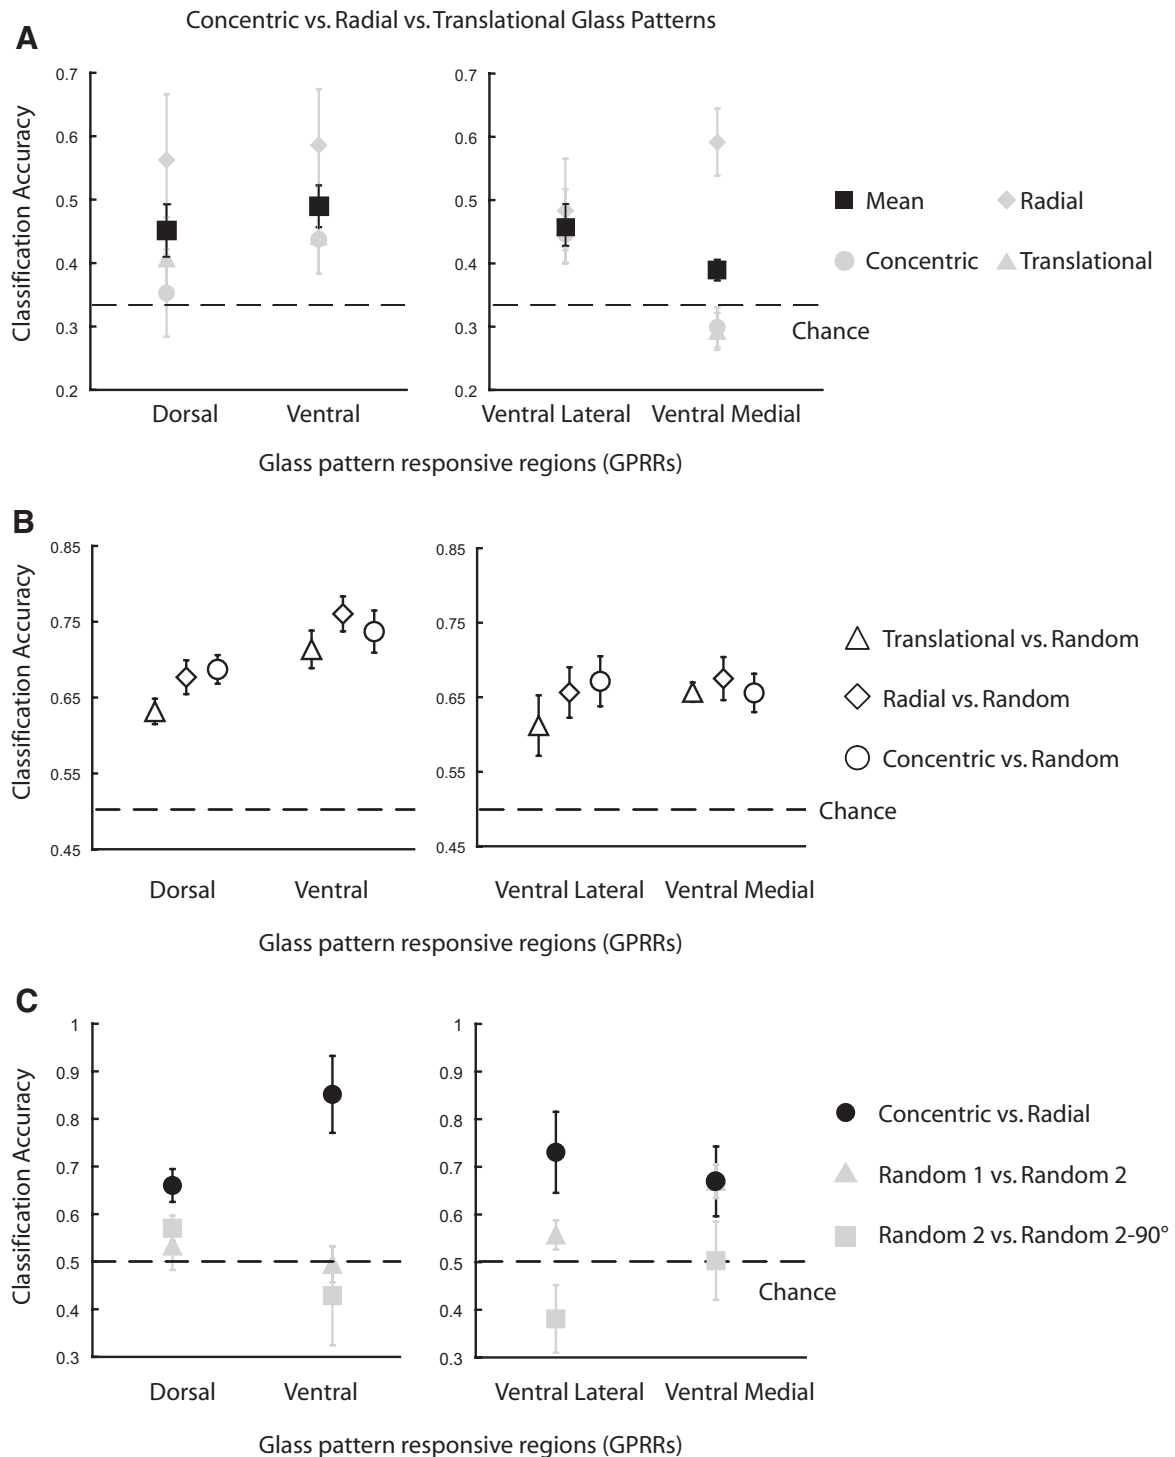 Concentric vs. Radial vs. Translational Glass Patterns
A
Classification Accuracy
0.7
0.6
0.5
0.4
0.3
0.2
Dorsal Ventral
0.7
0.6
0.5
0.4
0.3
0.2
Ventral Lateral Ventral Medial
Chance
Mean Radial
Concentric Translational
Glass pattern responsive regions (GPRRs)
B
Classification Accuracy
0.85
0.75
0.65
0.55
0.45
Dorsal Ventral
0.85
0.75
0.65
0.55
0.45
Ventral Lateral Ventral Medial
Translational vs. Random
Radial vs. Random
Concentric vs. Random
Chance
Glass pattern responsive regions (GPRRs)
C
Classification Accuracy
1
0.9
0.8
0.7
0.6
0.5
0.4
0.3
Dorsal Ventral
1
0.9
0.8
0.7
0.6
0.5
0.4
0.3
Ventral Lateral Ventral Medial
Concentric vs. Radial
Random 1 vs. Random 2
Random 2 vs. Random 2-90°
Chance
Glass pattern responsive regions (GPRRs)